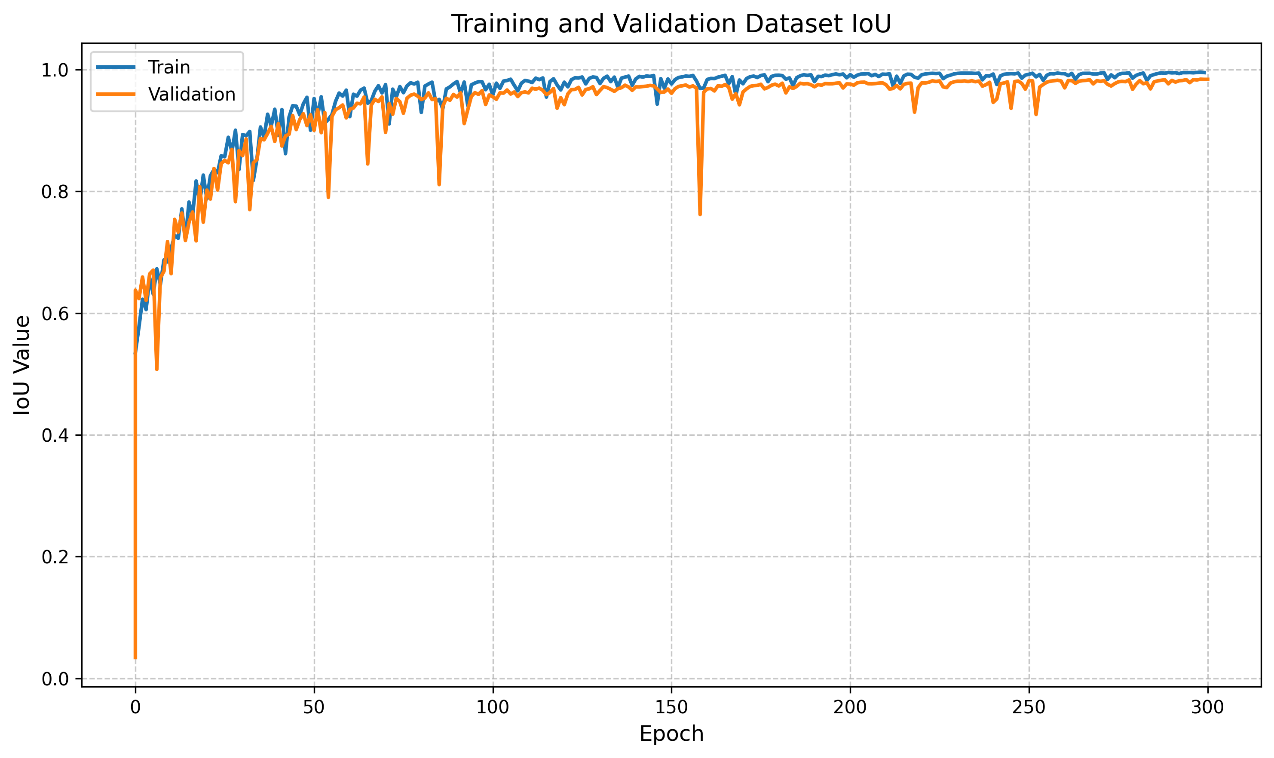 Training and Validation Dataset IoU
Train
Validation
1.0
0.8
0.6
0.4
0.2
0.0
IoU Value
0 50 100 150 200 250 300
Epoch